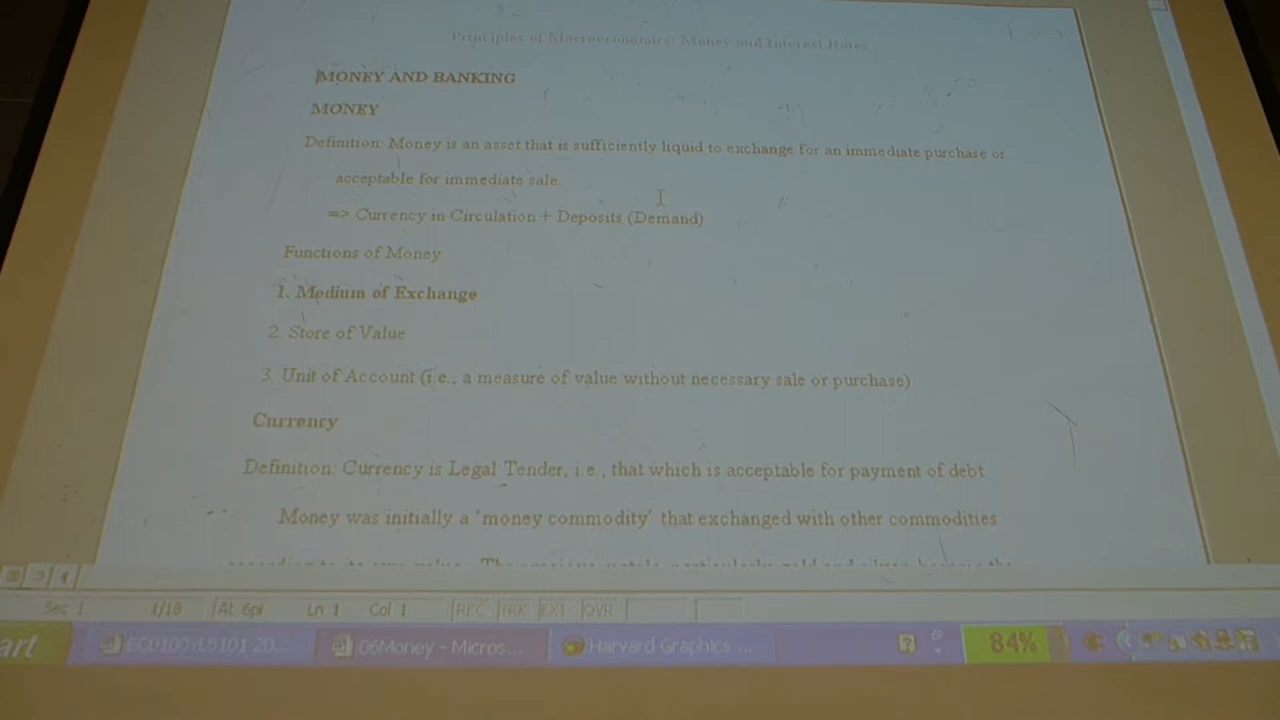 Principles of Macroeconomics: Money and Interest Rates
MONEY AND BANKING
MONEY
Definition: Money is an asset that is sufficiently liquid to exchange for an immediate purchase or
acceptable for immediate sale.
=> Currency in Circulation + Deposits (Demand)
Functions of Money
1. Medium of Exchange
2. Store of Value
3. Unit of Account (i.e., a measure of value without necessary sale or purchase)
Currency
Definition: Currency is Legal Tender, i.e., that which is acceptable for payment of debt.
Money was initially a 'money commodity' that exchanged with other commodities
Sec 1 1/18 At 6pi Ln 1 Col 1 REC TRK EXT OVR
art ECO100YL5101 20... 06Money - Micros... Harvard Graphics ... 84%